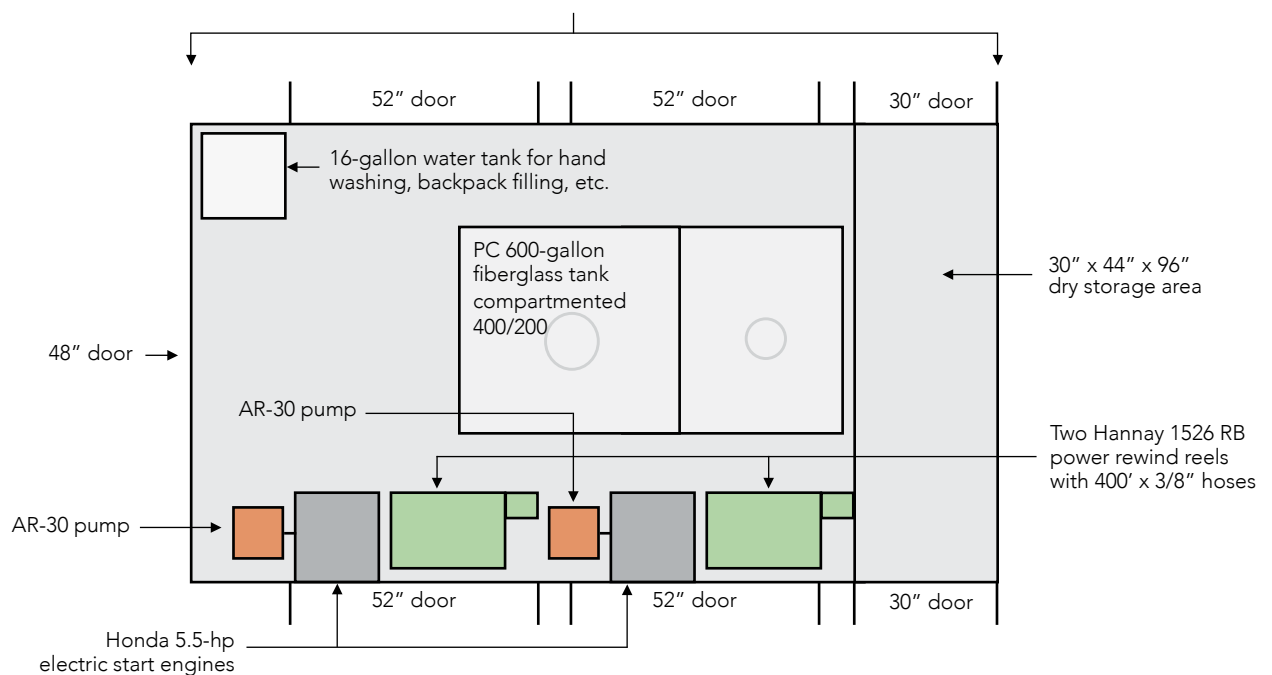 52” door
52” door
30” door
16-gallon water tank for hand
washing, backpack filling, etc.
PC 600-gallon
fiberglass tank
compartmented
400/200
30” x 44” x 96”
dry storage area
48” door
AR-30 pump
Two Hannay 1526 RB
power rewind reels
with 400’ x 3/8” hoses
AR-30 pump
52” door
52” door
30” door
Honda 5.5-hp
electric start engines